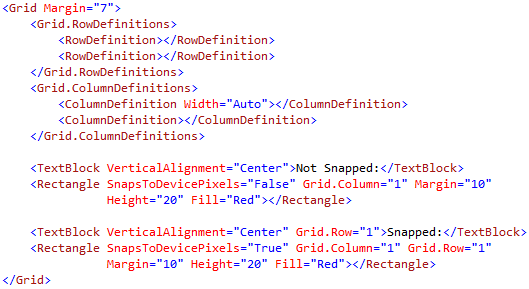 <Grid Margin="7">
    <Grid.RowDefinitions>
        <RowDefinition></RowDefinition>
        <RowDefinition></RowDefinition>
    </Grid.RowDefinitions>
    <Grid.ColumnDefinitions>
        <ColumnDefinition Width="Auto"></ColumnDefinition>
        <ColumnDefinition></ColumnDefinition>
    </Grid.ColumnDefinitions>

    <TextBlock VerticalAlignment="Center">Not Snapped:</TextBlock>
    <Rectangle SnapsToDevicePixels="False" Grid.Column="1" Margin="10"
               Height="20" Fill="Red"></Rectangle>

    <TextBlock VerticalAlignment="Center" Grid.Row="1">Snapped:</TextBlock>
    <Rectangle SnapsToDevicePixels="True" Grid.Column="1" Grid.Row="1"
               Margin="10" Height="20" Fill="Red"></Rectangle>
</Grid>